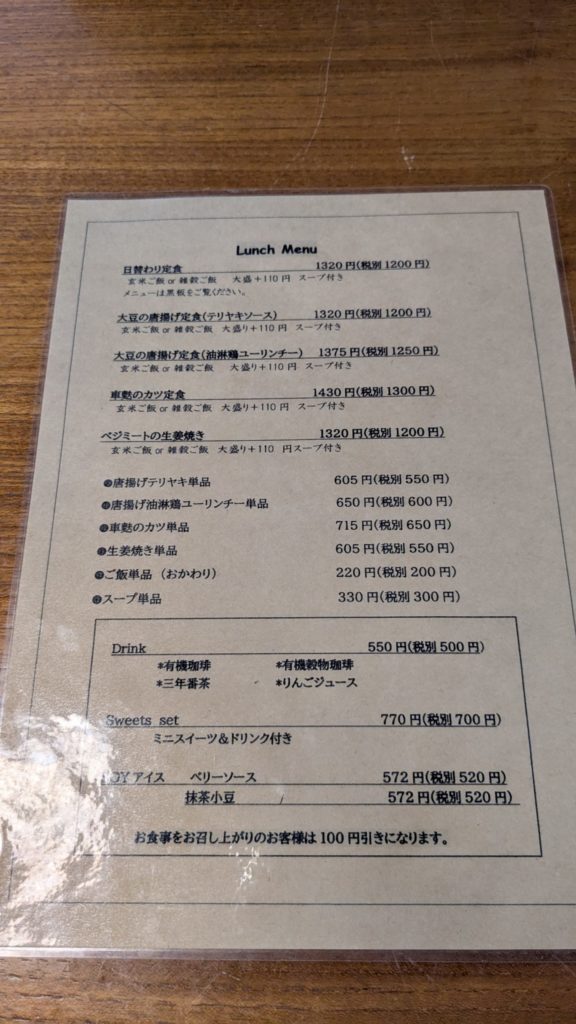 Lunch Menu
日替わり定食 1320円(税別1200円)
玄米ご飯 or 雑穀ご飯 大盛+110円 スープ付き
メニューは黒板をご覧ください。
大豆の唐揚げ定食(テリヤキソース) 1320円(税別1200円)
玄米ご飯 or 雑穀ご飯 大盛り+110円 スープ付き
大豆の唐揚げ定食(油淋鶏ユーリンチー) 1375円(税別1250円)
玄米ご飯 or 雑穀ご飯 大盛り+110円 スープ付き
車麩のカツ定食 1430円(税別1300円)
玄米ご飯 or 雑穀ご飯 大盛り+110円 スープ付き
ベジミートの生姜焼き 1320円(税別1200円)
玄米ご飯 or 雑穀ご飯 大盛り+110 円スープ付き
唐揚げテリヤキ単品 605円(税別550円)
唐揚げ油淋鶏ユーリンチー単品 650円(税別600円)
車麩のカツ単品 715円(税別650円)
生姜焼き単品 605円(税別550円)
ご飯単品(おかわり) 220円(税別200円)
スープ単品 330円(税別300円)
Drink 550円(税別500円)
*有機珈琲 *有機穀物珈琲
*三年番茶 *りんごジュース
Sweets set 770円(税別700円)
ミニスイーツ&ドリンク付き
アイス ベリーソース 572円(税別520円)
抹茶小豆 / 572円(税別520円)
お食事をお召し上がりのお客様は100円引きになります。